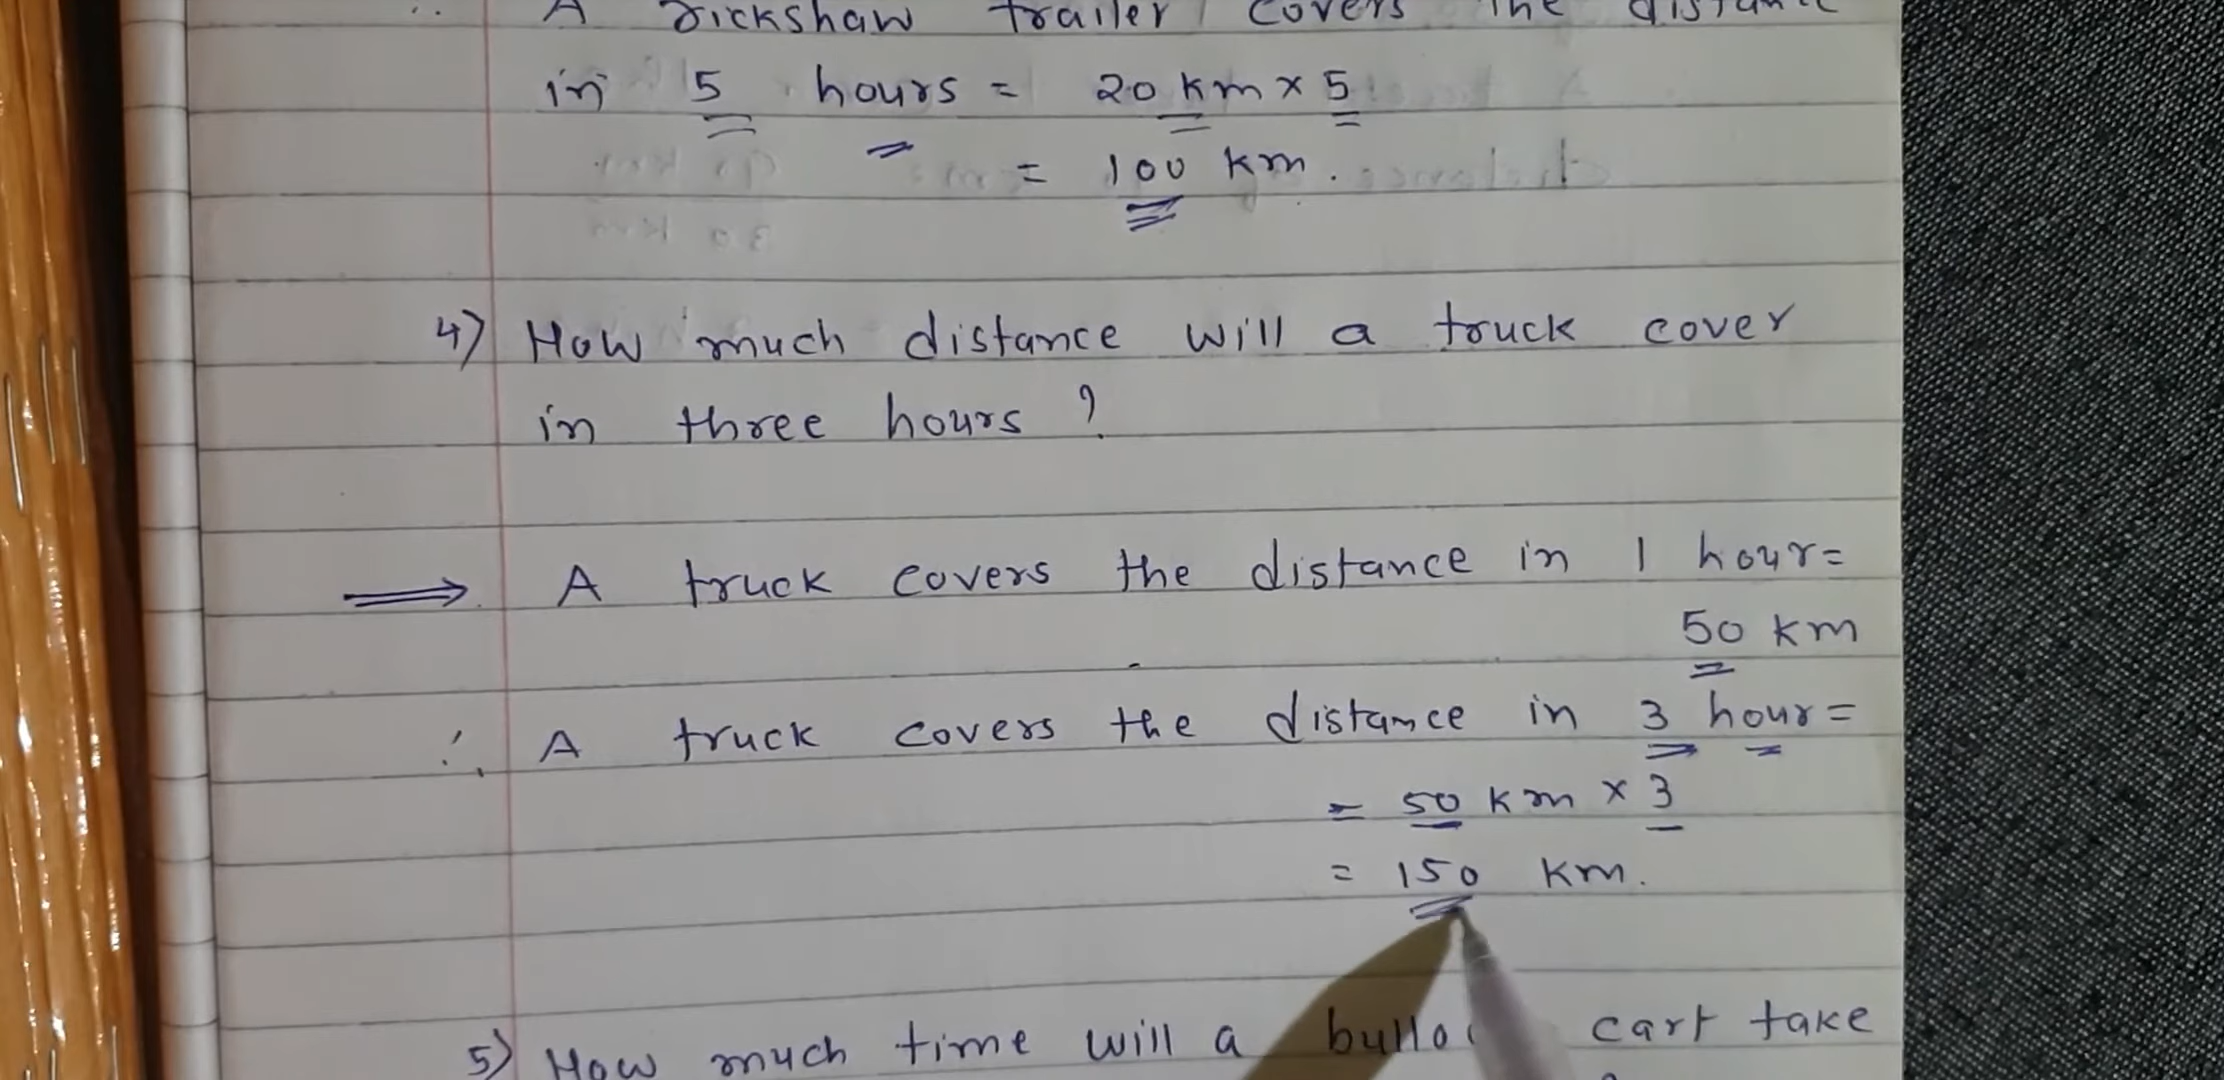 ∴ A rickshaw trailer covers the distance
in 5 hours = 20 km × 5
= 100 km.
4) How much distance will a truck cover
in three hours ?
⟹ A truck covers the distance in 1 hour =
50 km
∴ A truck covers the distance in 3 hour =
= 50 km × 3
= 150 km.
5) How much time will a cart take